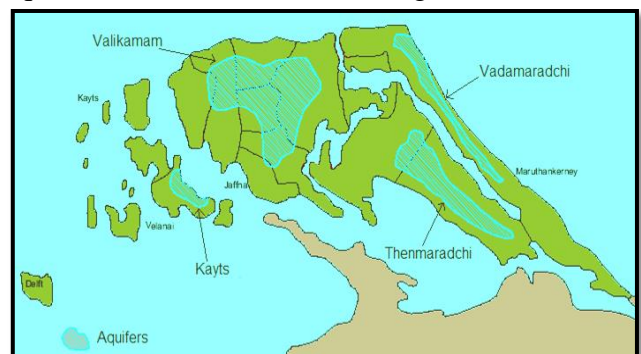 Valikamam
Vadamaradchi
Kayts
Maruthankerney
Jaffna
Velanai
Kayts
Thenmaradchi
Delft
Aquifers